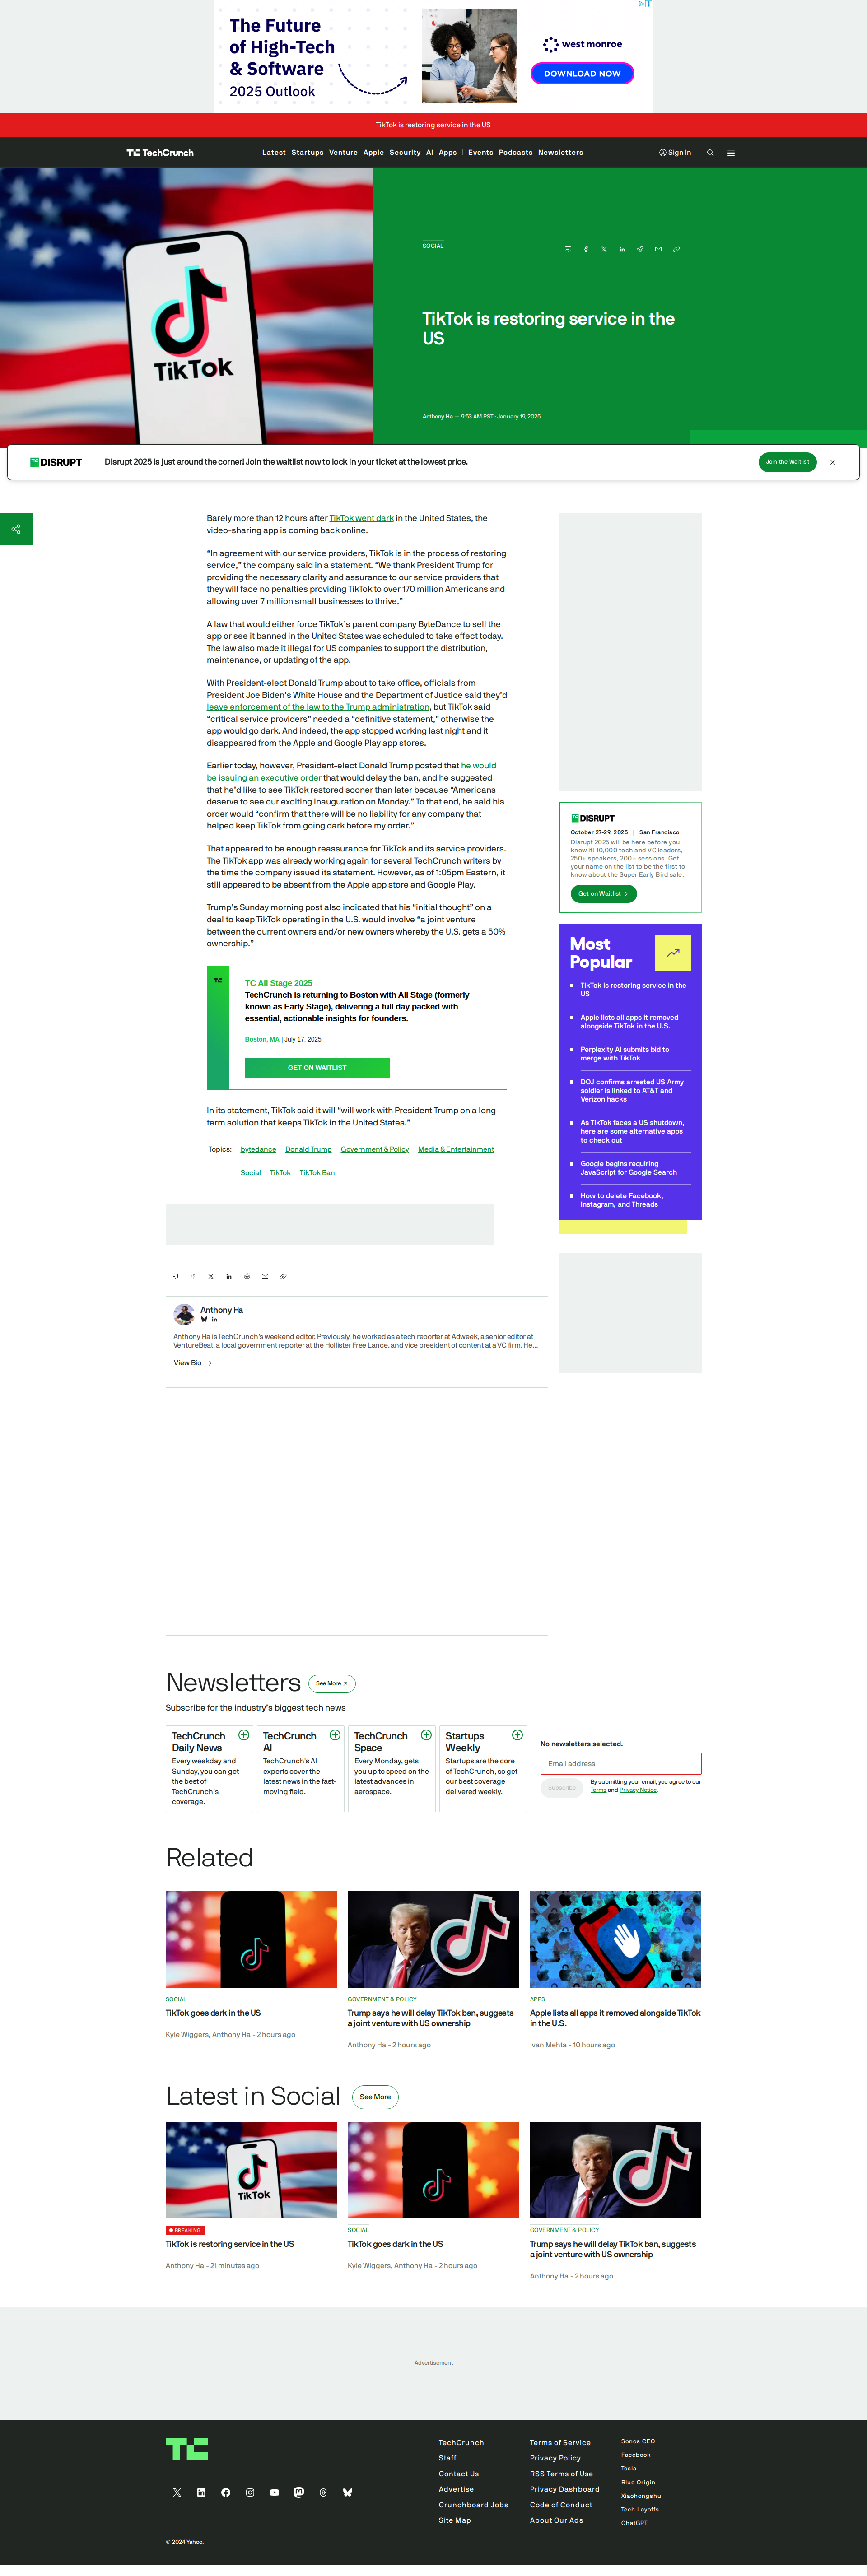 The Future
of High-Tech
& Software
2025 Outlook
west monroe
DOWNLOAD NOW
TikTok is restoring service in the US
TechCrunch
Latest Startups Venture Apple Security AI Apps | Events Podcasts Newsletters
Sign In
SOCIAL
TikTok is restoring service in the
US
Anthony Ha — 9:53 AM PST · January 19, 2025
TikTok
DISRUPT
Disrupt 2025 is just around the corner! Join the waitlist now to lock in your ticket at the lowest price.
Join the Waitlist
Barely more than 12 hours after TikTok went dark in the United States, the
video-sharing app is coming back online.
“In agreement with our service providers, TikTok is in the process of restoring
service,” the company said in a statement. “We thank President Trump for
providing the necessary clarity and assurance to our service providers that
they will face no penalties providing TikTok to over 170 million Americans and
allowing over 7 million small businesses to thrive.”
A law that would either force TikTok’s parent company ByteDance to sell the
app or see it banned in the United States was scheduled to take effect today.
The law also made it illegal for US companies to support the distribution,
maintenance, or updating of the app.
With President-elect Donald Trump about to take office, officials from
President Joe Biden’s White House and the Department of Justice said they’d
leave enforcement of the law to the Trump administration, but TikTok said
“critical service providers” needed a “definitive statement,” otherwise the
app would go dark. And indeed, the app stopped working last night and it
disappeared from the Apple and Google Play app stores.
Earlier today, however, President-elect Donald Trump posted that he would
be issuing an executive order that would delay the ban, and he suggested
that he’d like to see TikTok restored sooner than later because “Americans
deserve to see our exciting Inauguration on Monday.” To that end, he said his
order would “confirm that there will be no liability for any company that
helped keep TikTok from going dark before my order.”
That appeared to be enough reassurance for TikTok and its service providers.
The TikTok app was already working again for several TechCrunch writers by
the time the company issued its statement. However, as of 1:05pm Eastern, it
still appeared to be absent from the Apple app store and Google Play.
Trump’s Sunday morning post also indicated that his “initial thought” on a
deal to keep TikTok operating in the U.S. would involve “a joint venture
between the current owners and/or new owners whereby the U.S. gets a 50%
ownership.”
TC All Stage 2025
TechCrunch is returning to Boston with All Stage (formerly
known as Early Stage), delivering a full day packed with
essential, actionable insights for founders.
Boston, MA | July 17, 2025
GET ON WAITLIST
In its statement, TikTok said it will “will work with President Trump on a long-
term solution that keeps TikTok in the United States.”
Topics: bytedance Donald Trump Government & Policy Media & Entertainment
Social TikTok TikTok Ban
DISRUPT
October 27-29, 2025 | San Francisco
Disrupt 2025 will be here before you
know it! 10,000 tech and VC leaders,
250+ speakers, 200+ sessions. Get
your name on the list to be the first to
know about the Super Early Bird sale.
Get on Waitlist
Most
Popular
TikTok is restoring service in the
US
Apple lists all apps it removed
alongside TikTok in the U.S.
Perplexity AI submits bid to
merge with TikTok
DOJ confirms arrested US Army
soldier is linked to AT&T and
Verizon hacks
As TikTok faces a US shutdown,
here are some alternative apps
to check out
Google begins requiring
JavaScript for Google Search
How to delete Facebook,
Instagram, and Threads
Anthony Ha
Anthony Ha is TechCrunch’s weekend editor. Previously, he worked as a tech reporter at Adweek, a senior editor at
VentureBeat, a local government reporter at the Hollister Free Lance, and vice president of content at a VC firm. He…
View Bio
Newsletters
See More
Subscribe for the industry’s biggest tech news
TechCrunch
Daily News
Every weekday and
Sunday, you can get
the best of
TechCrunch’s
coverage.
TechCrunch
AI
TechCrunch’s AI
experts cover the
latest news in the fast-
moving field.
TechCrunch
Space
Every Monday, gets
you up to speed on the
latest advances in
aerospace.
Startups
Weekly
Startups are the core
of TechCrunch, so get
our best coverage
delivered weekly.
No newsletters selected.
Email address
Subscribe
By submitting your email, you agree to our
Terms and Privacy Notice.
Related
SOCIAL
TikTok goes dark in the US
Kyle Wiggers, Anthony Ha - 2 hours ago
GOVERNMENT & POLICY
Trump says he will delay TikTok ban, suggests
a joint venture with US ownership
Anthony Ha - 2 hours ago
APPS
Apple lists all apps it removed alongside TikTok
in the U.S.
Ivan Mehta - 10 hours ago
Latest in Social
See More
TikTok
BREAKING
TikTok is restoring service in the US
Anthony Ha - 21 minutes ago
SOCIAL
TikTok goes dark in the US
Kyle Wiggers, Anthony Ha - 2 hours ago
GOVERNMENT & POLICY
Trump says he will delay TikTok ban, suggests
a joint venture with US ownership
Anthony Ha - 2 hours ago
Advertisement
TechCrunch
Staff
Contact Us
Advertise
Crunchboard Jobs
Site Map
Terms of Service
Privacy Policy
RSS Terms of Use
Privacy Dashboard
Code of Conduct
About Our Ads
Sonos CEO
Facebook
Tesla
Blue Origin
Xiaohongshu
Tech Layoffs
ChatGPT
© 2024 Yahoo.